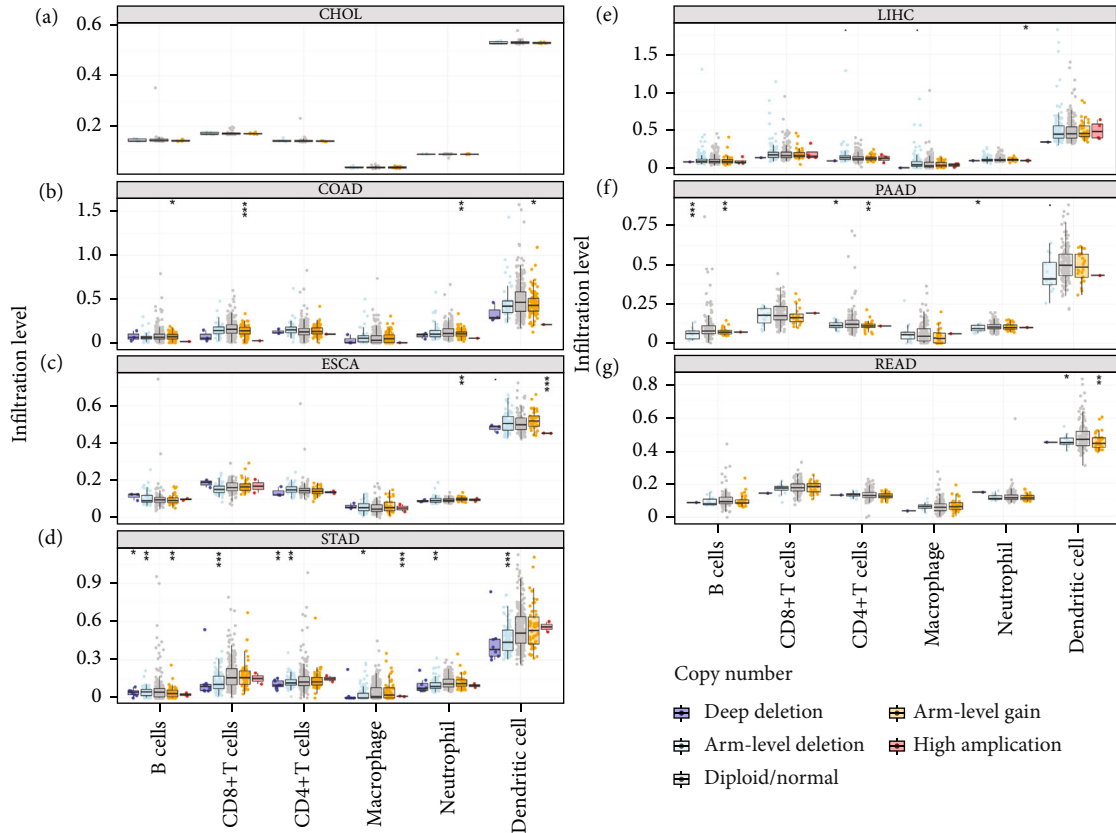 (a)
CHOL
0.6
0.4
0.2
(b)
COAD
* *** ** *
1.5
1.0
0.5
0
(c)
ESCA
** . ***
0.6
0.4
0.2
0
(d)
STAD
* ** ** *** ** ** * *** ** ***
0.9
0.6
0.3
0
Infiltration level
B cells
CD8+T cells
CD4+T cells
Macrophage
Neutrophil
Dendritic cell
(e)
LIHC
. . *
1.5
1.0
0.5
0
(f)
PAAD
*** ** * ** * .
0.75
0.50
0.25
0
(g)
READ
* **
0.8
0.6
0.4
0.2
0
Infiltration level
B cells
CD8+T cells
CD4+T cells
Macrophage
Neutrophil
Dendritic cell
Copy number
Deep deletion
Arm-level deletion
Diploid/normal
Arm-level gain
High amplication